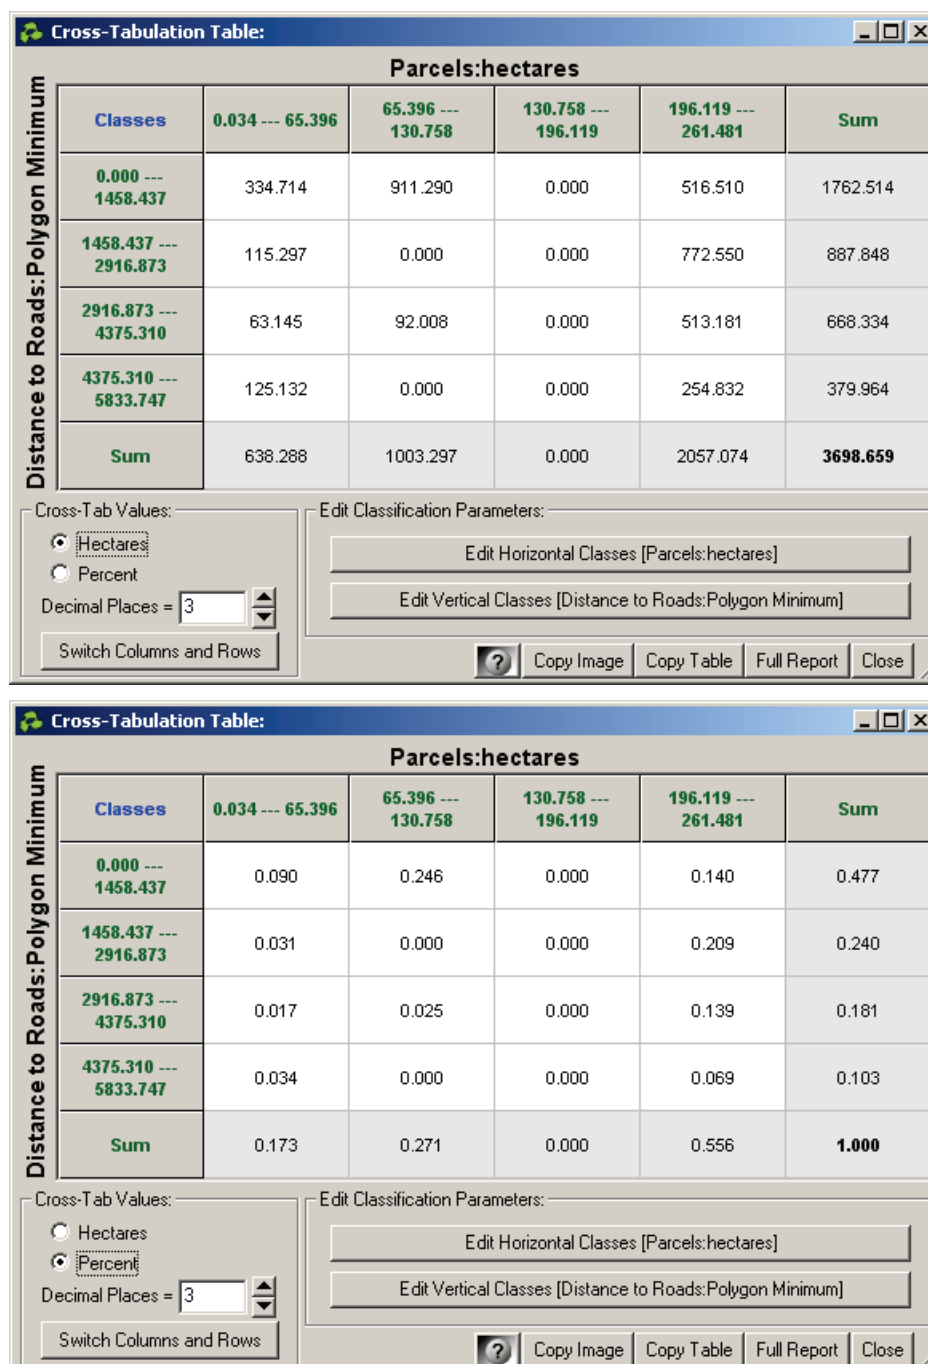 Cross-Tabulation Table:
Parcels:hectares
Distance to Roads:Polygon Minimum
Classes 0.034 --- 65.396 65.396 --- 130.758 130.758 --- 196.119 196.119 --- 261.481 Sum
0.000 --- 1458.437 334.714 911.290 0.000 516.510 1762.514
1458.437 --- 2916.873 115.297 0.000 0.000 772.550 887.848
2916.873 --- 4375.310 63.145 92.008 0.000 513.181 668.334
4375.310 --- 5833.747 125.132 0.000 0.000 254.832 379.964
Sum 638.288 1003.297 0.000 2057.074 3698.659
Cross-Tab Values:
Hectares
Percent
Decimal Places = 3
Switch Columns and Rows
Edit Classification Parameters:
Edit Horizontal Classes [Parcels:hectares]
Edit Vertical Classes [Distance to Roads:Polygon Minimum]
? Copy Image Copy Table Full Report Close
Cross-Tabulation Table:
Parcels:hectares
Distance to Roads:Polygon Minimum
Classes 0.034 --- 65.396 65.396 --- 130.758 130.758 --- 196.119 196.119 --- 261.481 Sum
0.000 --- 1458.437 0.090 0.246 0.000 0.140 0.477
1458.437 --- 2916.873 0.031 0.000 0.000 0.209 0.240
2916.873 --- 4375.310 0.017 0.025 0.000 0.139 0.181
4375.310 --- 5833.747 0.034 0.000 0.000 0.069 0.103
Sum 0.173 0.271 0.000 0.556 1.000
Cross-Tab Values:
Hectares
Percent
Decimal Places = 3
Switch Columns and Rows
Edit Classification Parameters:
Edit Horizontal Classes [Parcels:hectares]
Edit Vertical Classes [Distance to Roads:Polygon Minimum]
? Copy Image Copy Table Full Report Close